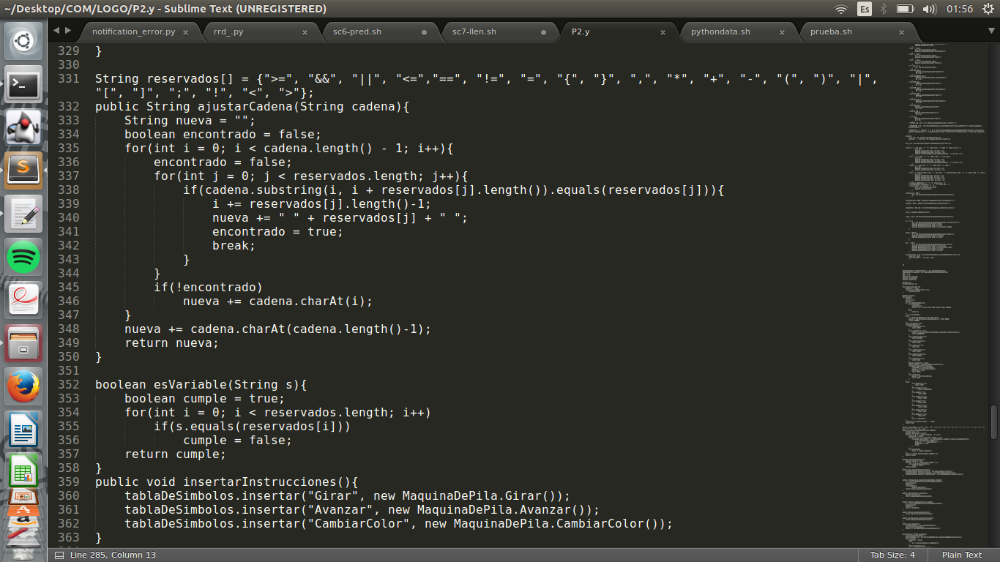 ~/Desktop/COM/LOGO/P2.y - Sublime Text (UNREGISTERED)
Es
01:56
notification_error.py
rrd_.py
sc6-pred.sh
sc7-llen.sh
P2.y
pythondata.sh
prueba.sh
329 }
330
331 String reservados[] = {">=", "&&", "||", "<=","==", "!=", "=", "{", "}", ",", "*", "+", "-", "(", ")", "|",
"[", "]", ";", "!", "<", ">"};
332 public String ajustarCadena(String cadena){
333     String nueva = "";
334     boolean encontrado = false;
335     for(int i = 0; i < cadena.length() - 1; i++){
336         encontrado = false;
337         for(int j = 0; j < reservados.length; j++){
338             if(cadena.substring(i, i + reservados[j].length()).equals(reservados[j])){
339                 i += reservados[j].length()-1;
340                 nueva += " " + reservados[j] + " ";
341                 encontrado = true;
342                 break;
343             }
344         }
345         if(!encontrado)
346             nueva += cadena.charAt(i);
347     }
348     nueva += cadena.charAt(cadena.length()-1);
349     return nueva;
350 }
351
352 boolean esVariable(String s){
353     boolean cumple = true;
354     for(int i = 0; i < reservados.length; i++)
355         if(s.equals(reservados[i]))
356             cumple = false;
357     return cumple;
358 }
359 public void insertarInstrucciones(){
360     tablaDeSimbolos.insertar("Girar", new MaquinaDePila.Girar());
361     tablaDeSimbolos.insertar("Avanzar", new MaquinaDePila.Avanzar());
362     tablaDeSimbolos.insertar("CambiarColor", new MaquinaDePila.CambiarColor());
363 }
Line 285, Column 13
Tab Size: 4
Plain Text